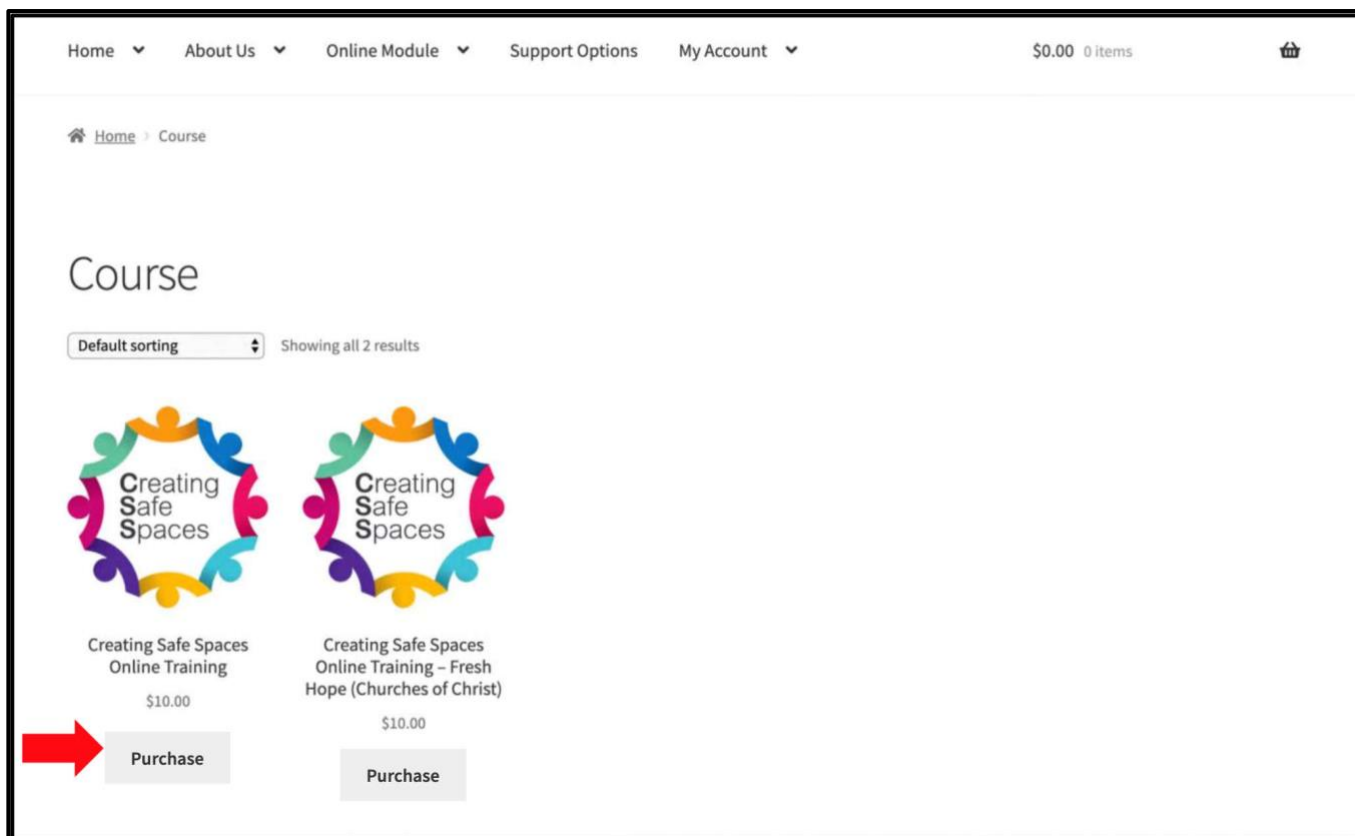 Home About Us Online Module Support Options My Account $0.00 0 items
Home Course
Course
Default sorting Showing all 2 results
Creating
Safe
Spaces
Creating
Safe
Spaces
Creating Safe Spaces
Online Training
$10.00
Purchase
Creating Safe Spaces
Online Training – Fresh
Hope (Churches of Christ)
$10.00
Purchase